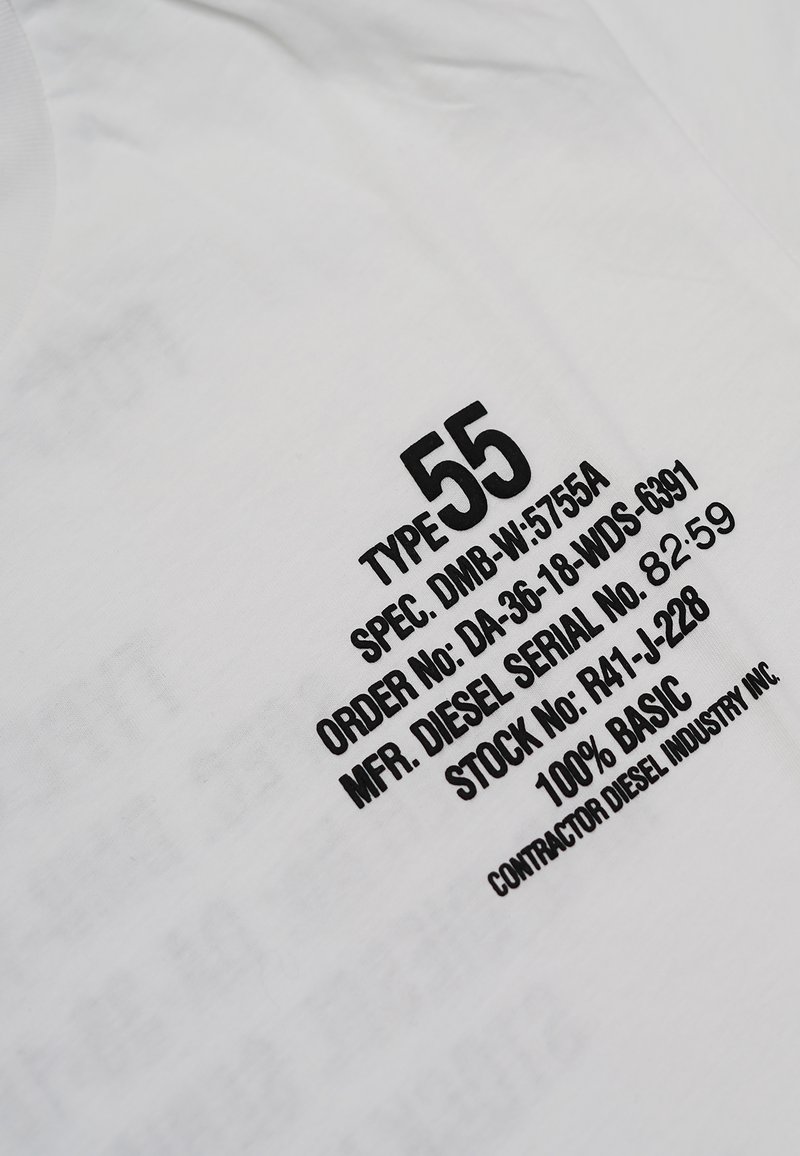 TYPE 55
SPEC. DMB-W:5755A
ORDER No: DA-36-18-WDS-6391
MFR. DIESEL SERIAL No. 82·59
STOCK No: R41-J-228
100% BASIC
CONTRACTOR DIESEL INDUSTRY INC.